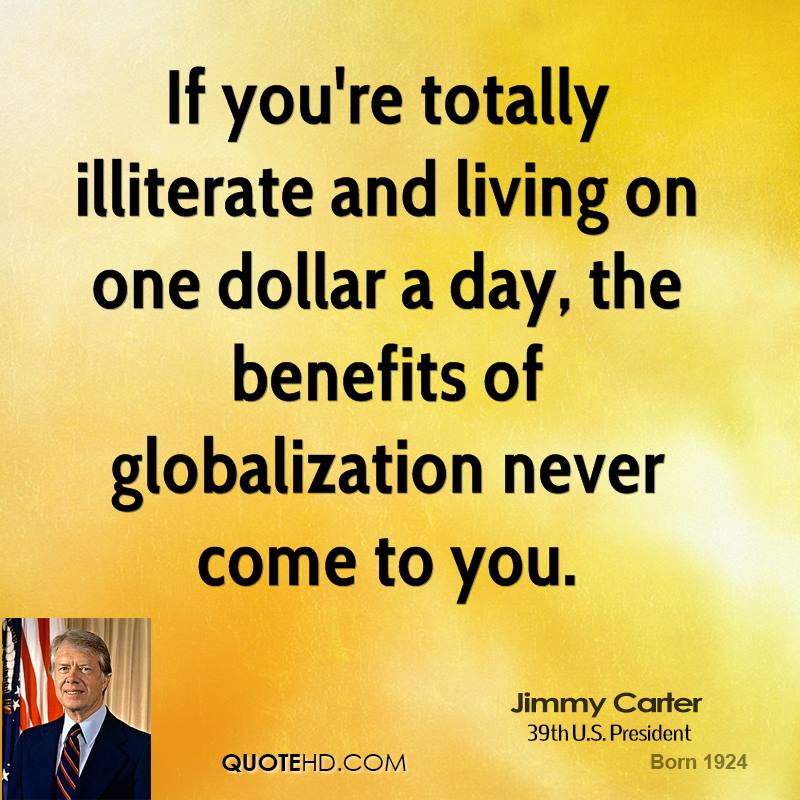 If you're totally
illiterate and living on
one dollar a day, the
benefits of
globalization never
come to you.
Jimmy Carter
39th U.S. President
Born 1924
QUOTEHD.COM